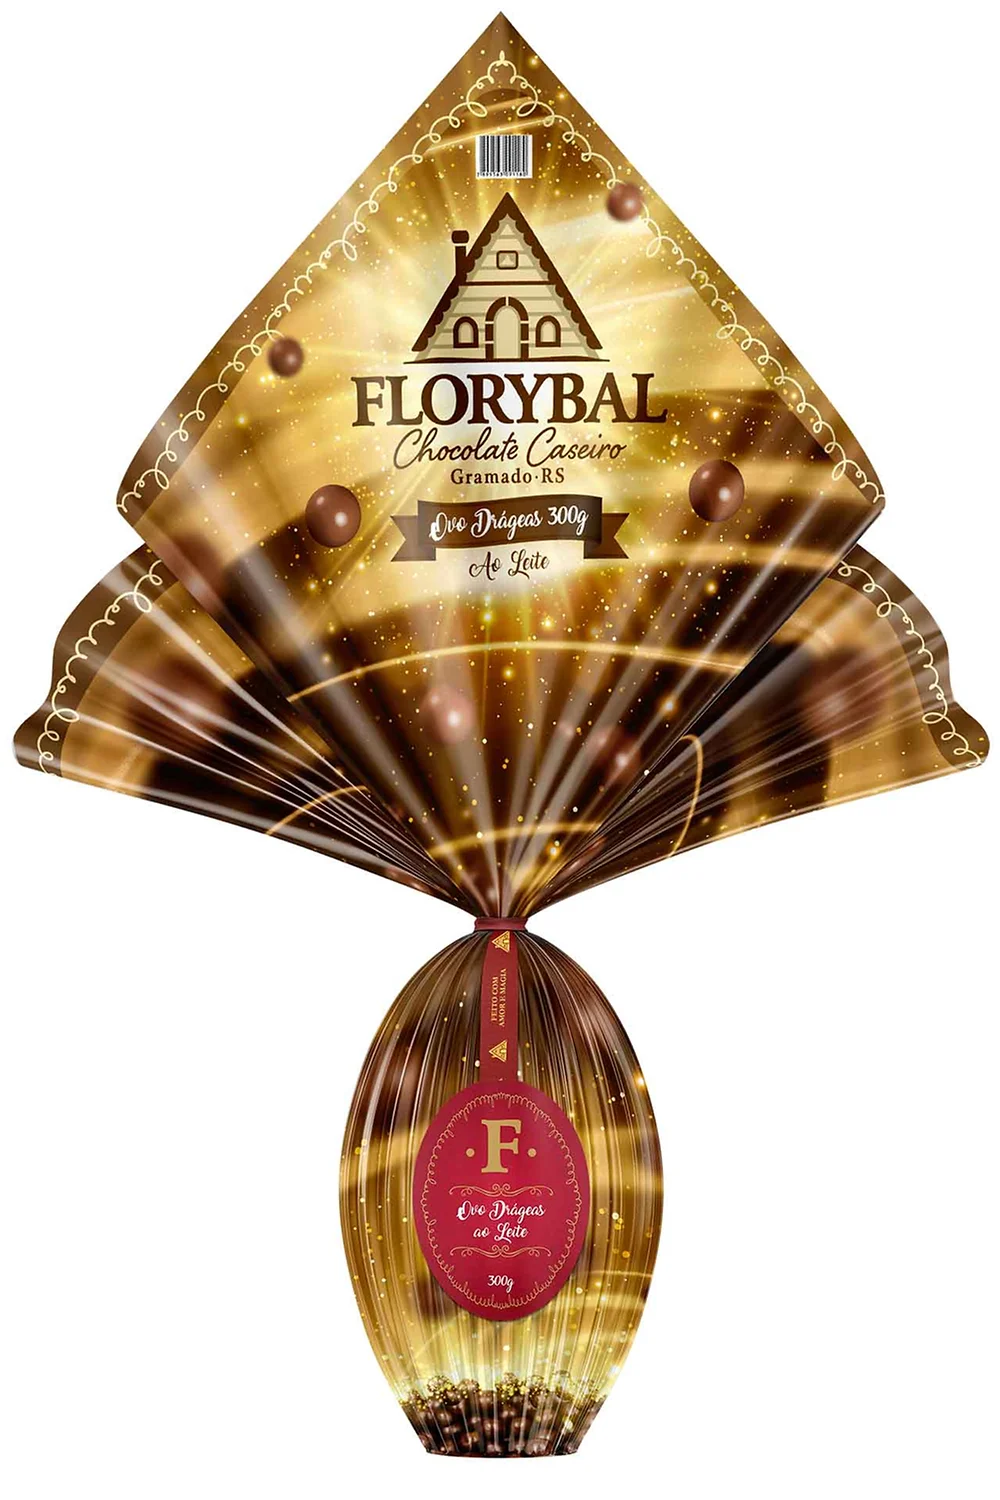 FLORYBAL
Chocolate Caseiro
Gramado·RS
Ovo Drágeas 300g
Ao Leite
FEITO COM
AMOR E MAGIA
·F·
Ovo Drágeas
ao Leite
300g